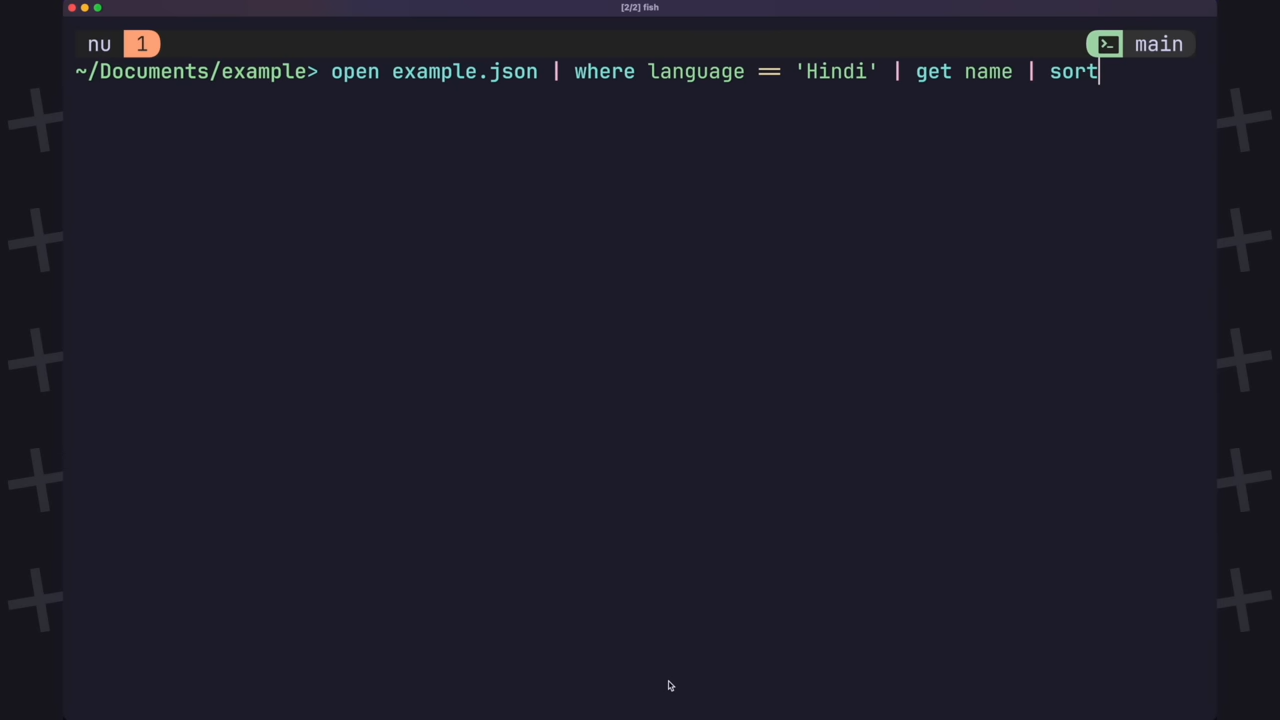 [2/2] fish
nu 1 main
~/Documents/example> open example.json | where language == 'Hindi' | get name | sort